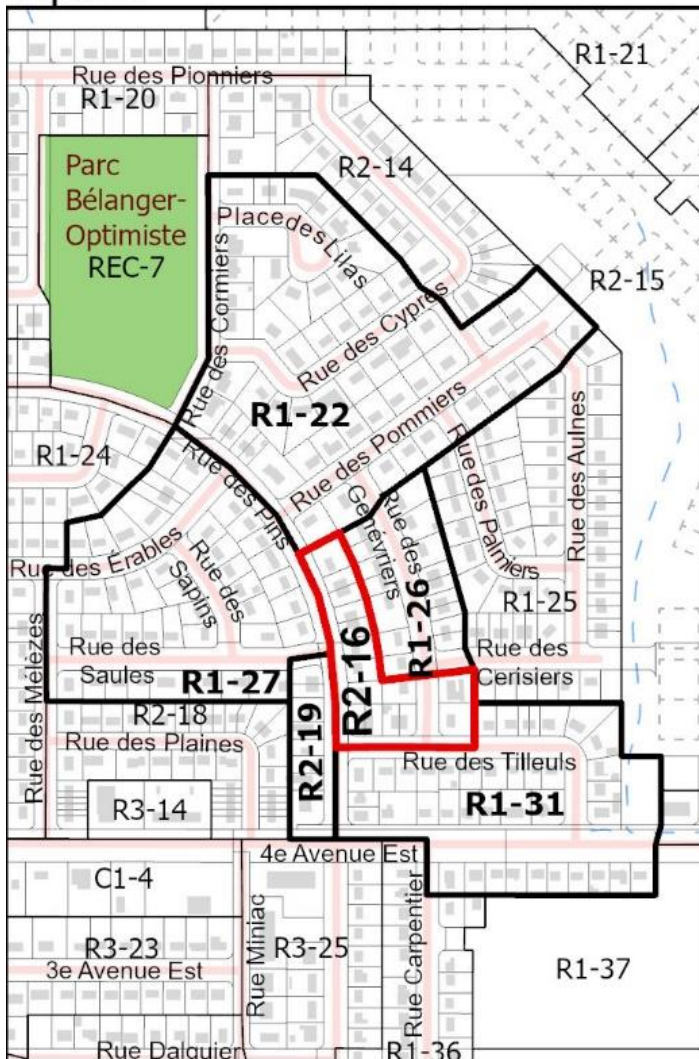 R1-21
Rue des Pionniers
R1-20
R2-14
Parc
Bélanger-
Optimiste
REC-7
Place des Lilas
R2-15
Rue des Cormiers
Rue des Cyprès
R1-22
Rue des Pommiers
R1-24
Rue des Pins
Rue des Genévriers
Rue des Palmiers
Rue des Aulnes
Rue des Érables
Rue des
Sapins
R1-26
R1-25
Rue des Mélèzes
Rue des
Saules
R1-27
R2-16
Rue des
Cerisiers
R2-18
Rue des Plaines
R2-19
Rue des Tilleuls
R3-14
R1-31
4e Avenue Est
C1-4
Rue Miniac
Rue Carpentier
R3-23
R3-25
3e Avenue Est
R1-37
Rue Dalquier
R1-36